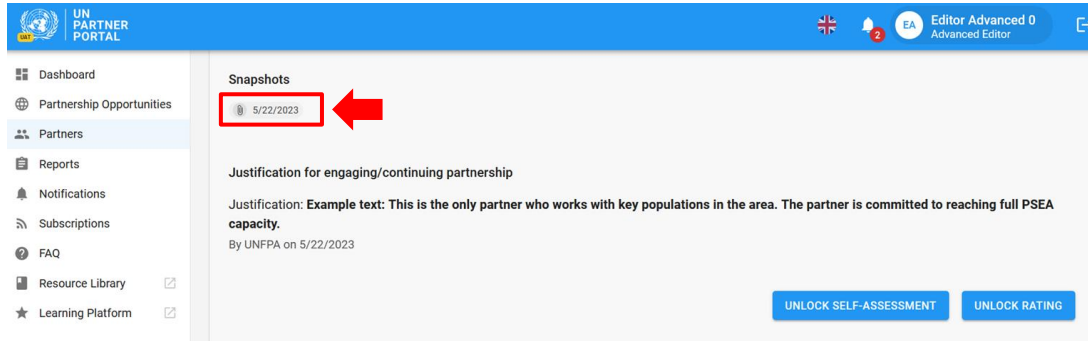 UN
PARTNER
PORTAL
UAT
2
EA
Editor Advanced 0
Advanced Editor
Dashboard
Partnership Opportunities
Partners
Reports
Notifications
Subscriptions
FAQ
Resource Library
Learning Platform
Snapshots
5/22/2023
Justification for engaging/continuing partnership
Justification: Example text: This is the only partner who works with key populations in the area. The partner is committed to reaching full PSEA
capacity.
By UNFPA on 5/22/2023
UNLOCK SELF-ASSESSMENT
UNLOCK RATING